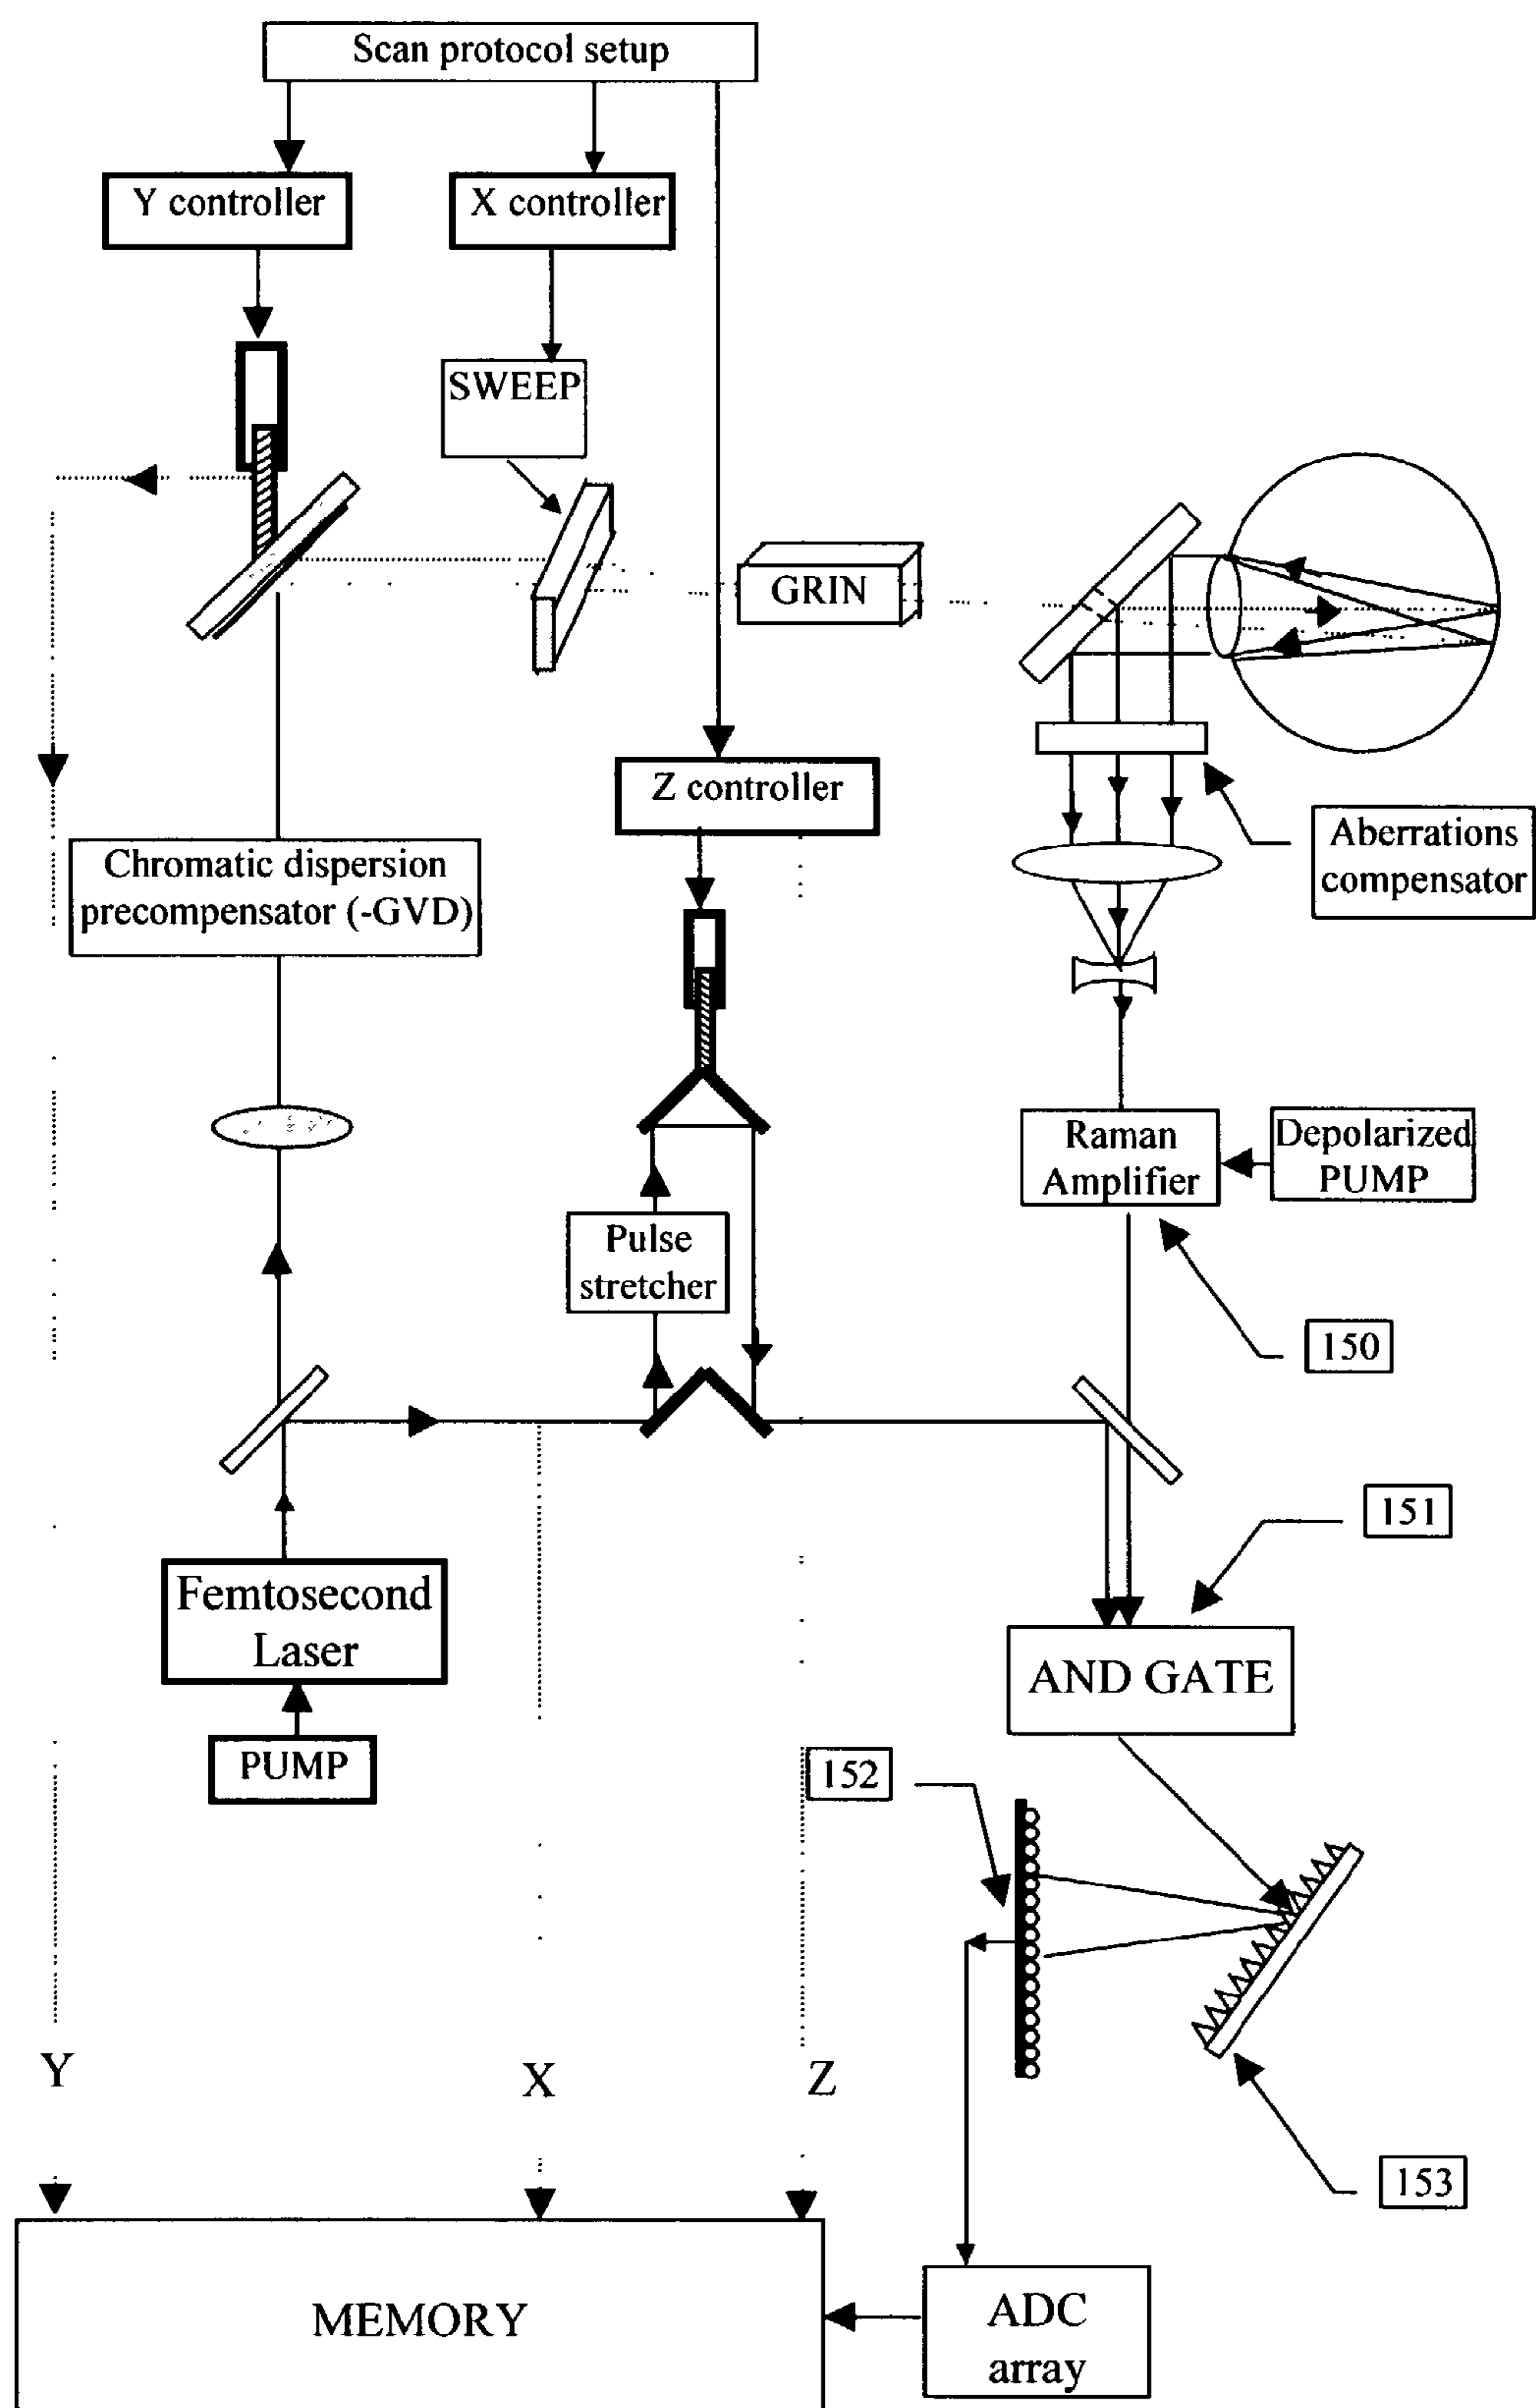 Scan protocol setup
Y controller
X controller
SWEEP
GRIN
Z controller
Aberrations
compensator
Chromatic dispersion
precompensator (-GVD)
Raman
Amplifier
Depolarized
PUMP
Pulse
stretcher
150
151
Femtosecond
Laser
AND GATE
PUMP
152
Y
X
Z
153
MEMORY
ADC
array